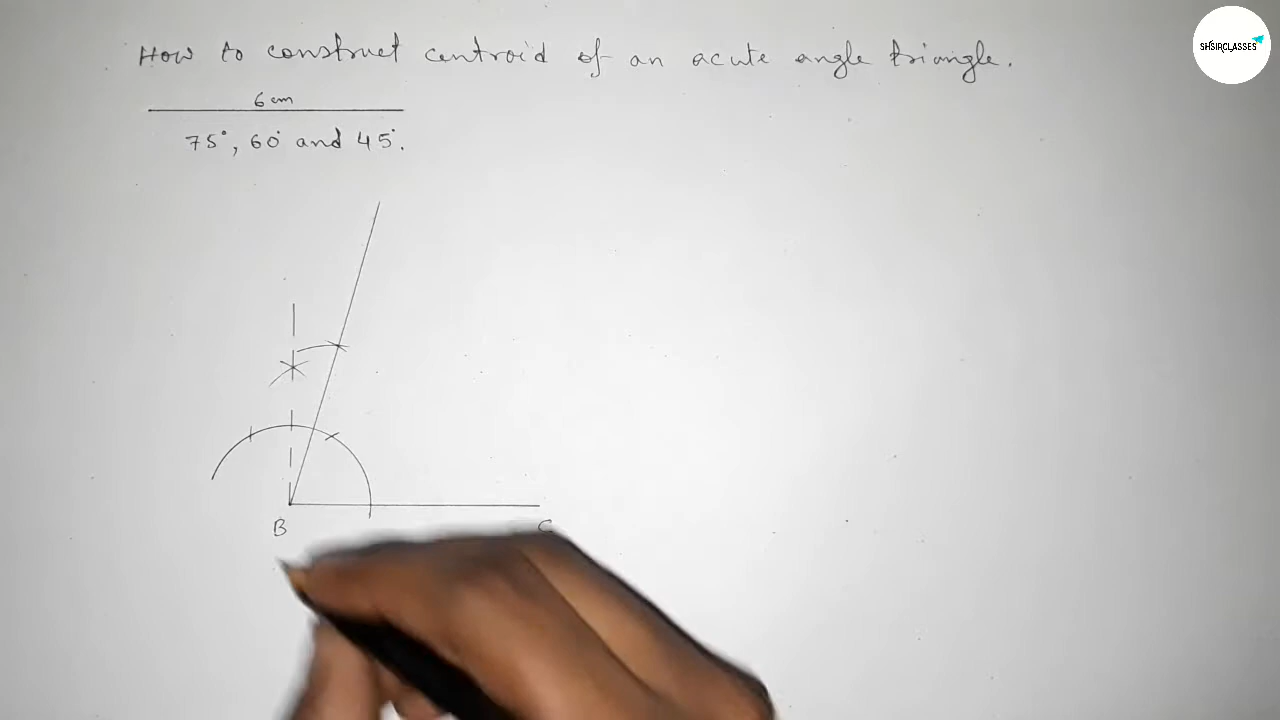 How to construct centroid of an acute angle triangle.
6 cm
75°, 60° and 45°.
B
C
SHSIRCLASSES